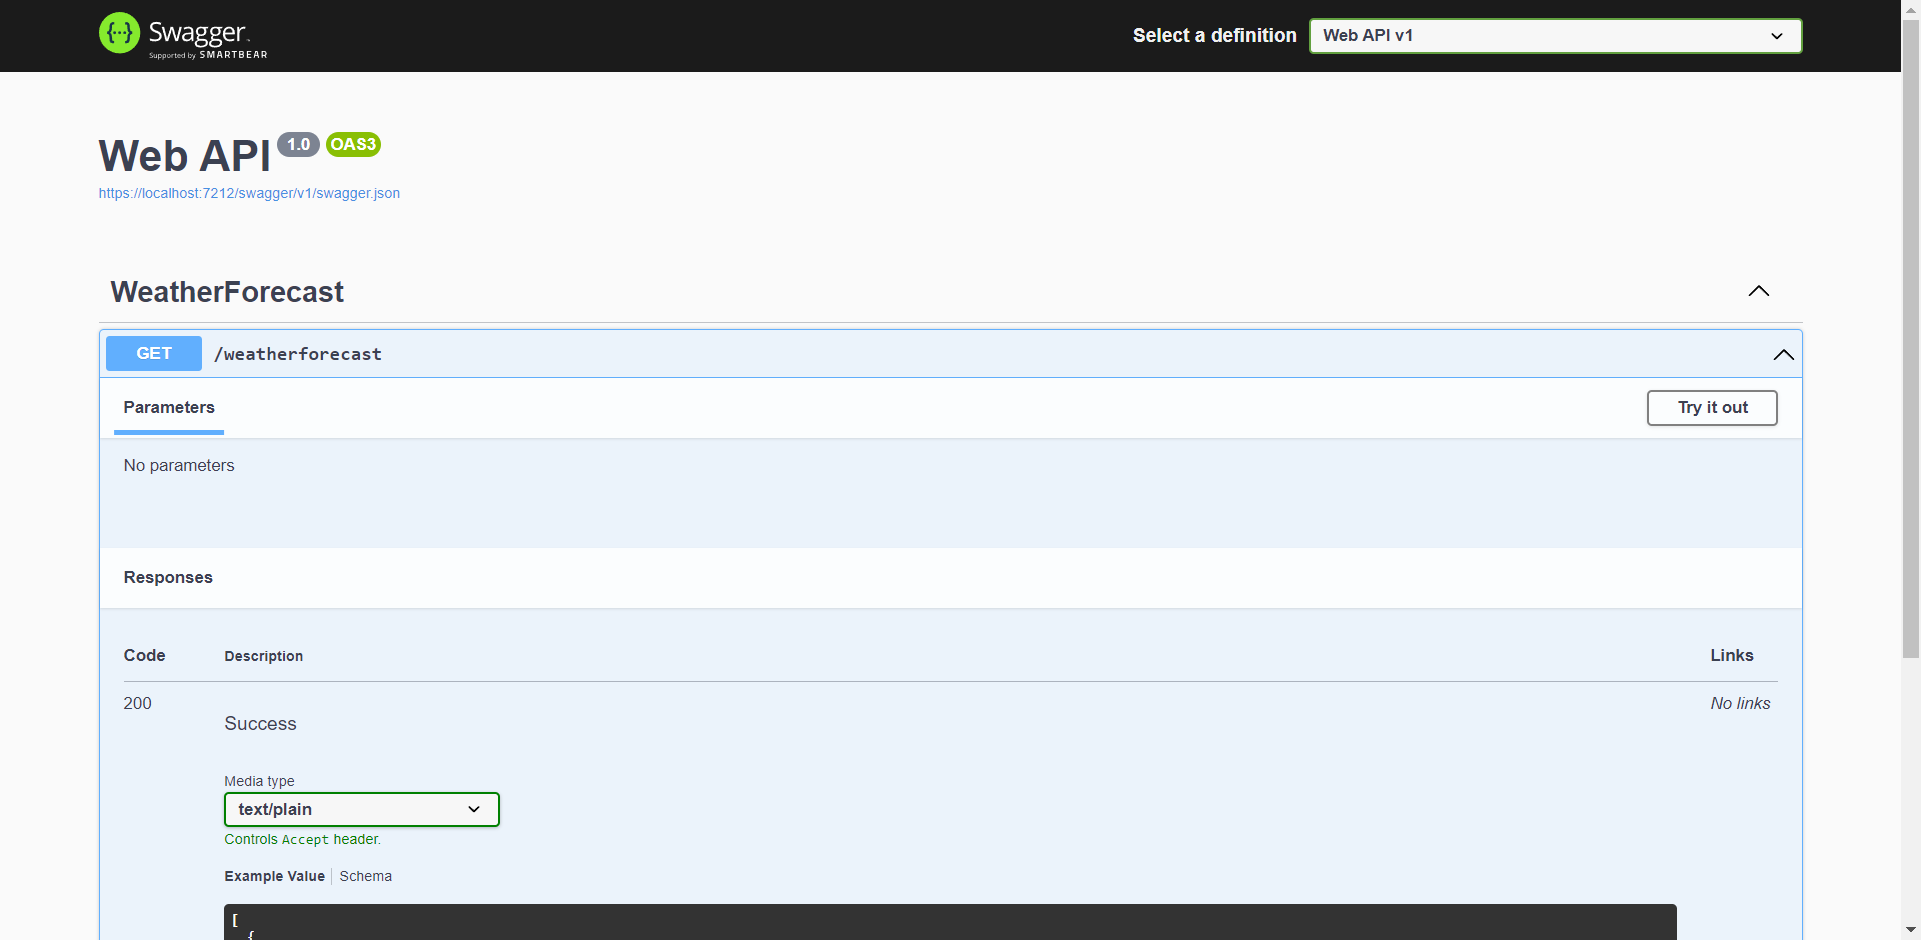 {···} Swagger™
Supported by SMARTBEAR
Select a definition
Web API v1
Web API 1.0 OAS3
https://localhost:7212/swagger/v1/swagger.json
WeatherForecast
GET /weatherforecast
Parameters
Try it out
No parameters
Responses
Code Description Links
200 No links
Success
Media type
text/plain
Controls Accept header.
Example Value Schema
[
{